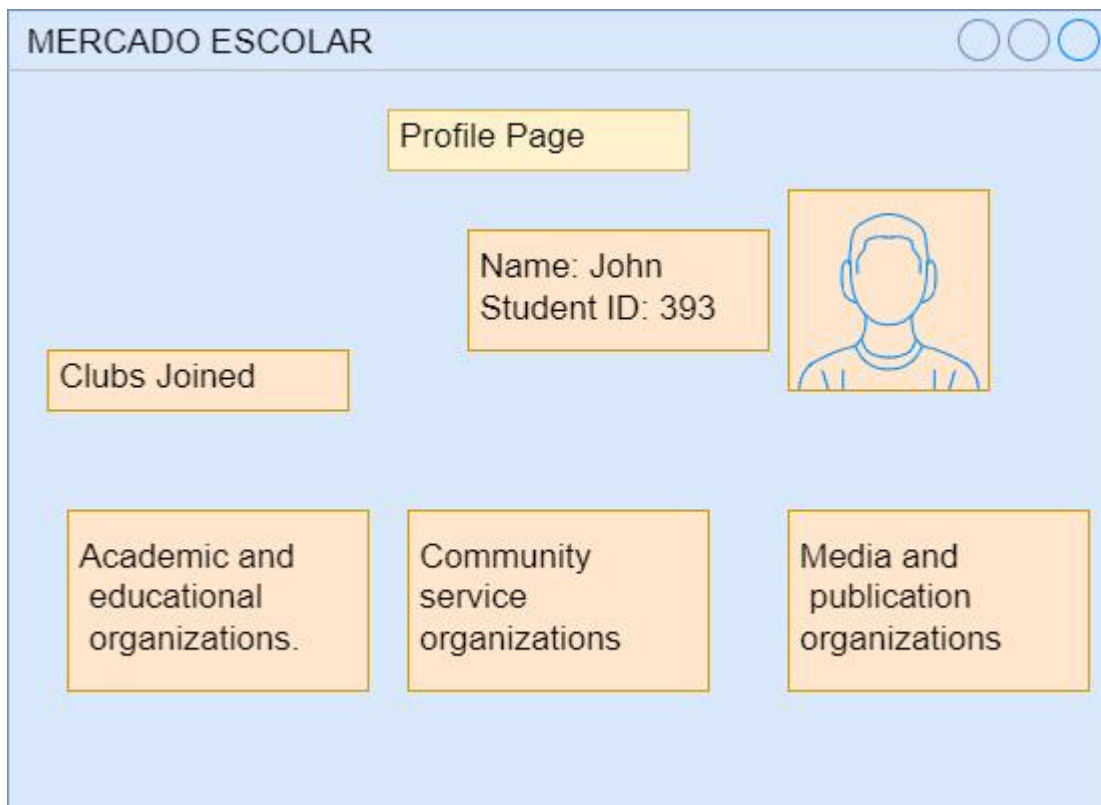 MERCADO ESCOLAR
Profile Page
Name: John
Student ID: 393
Clubs Joined
Academic and
educational
organizations.
Community
service
organizations
Media and
publication
organizations